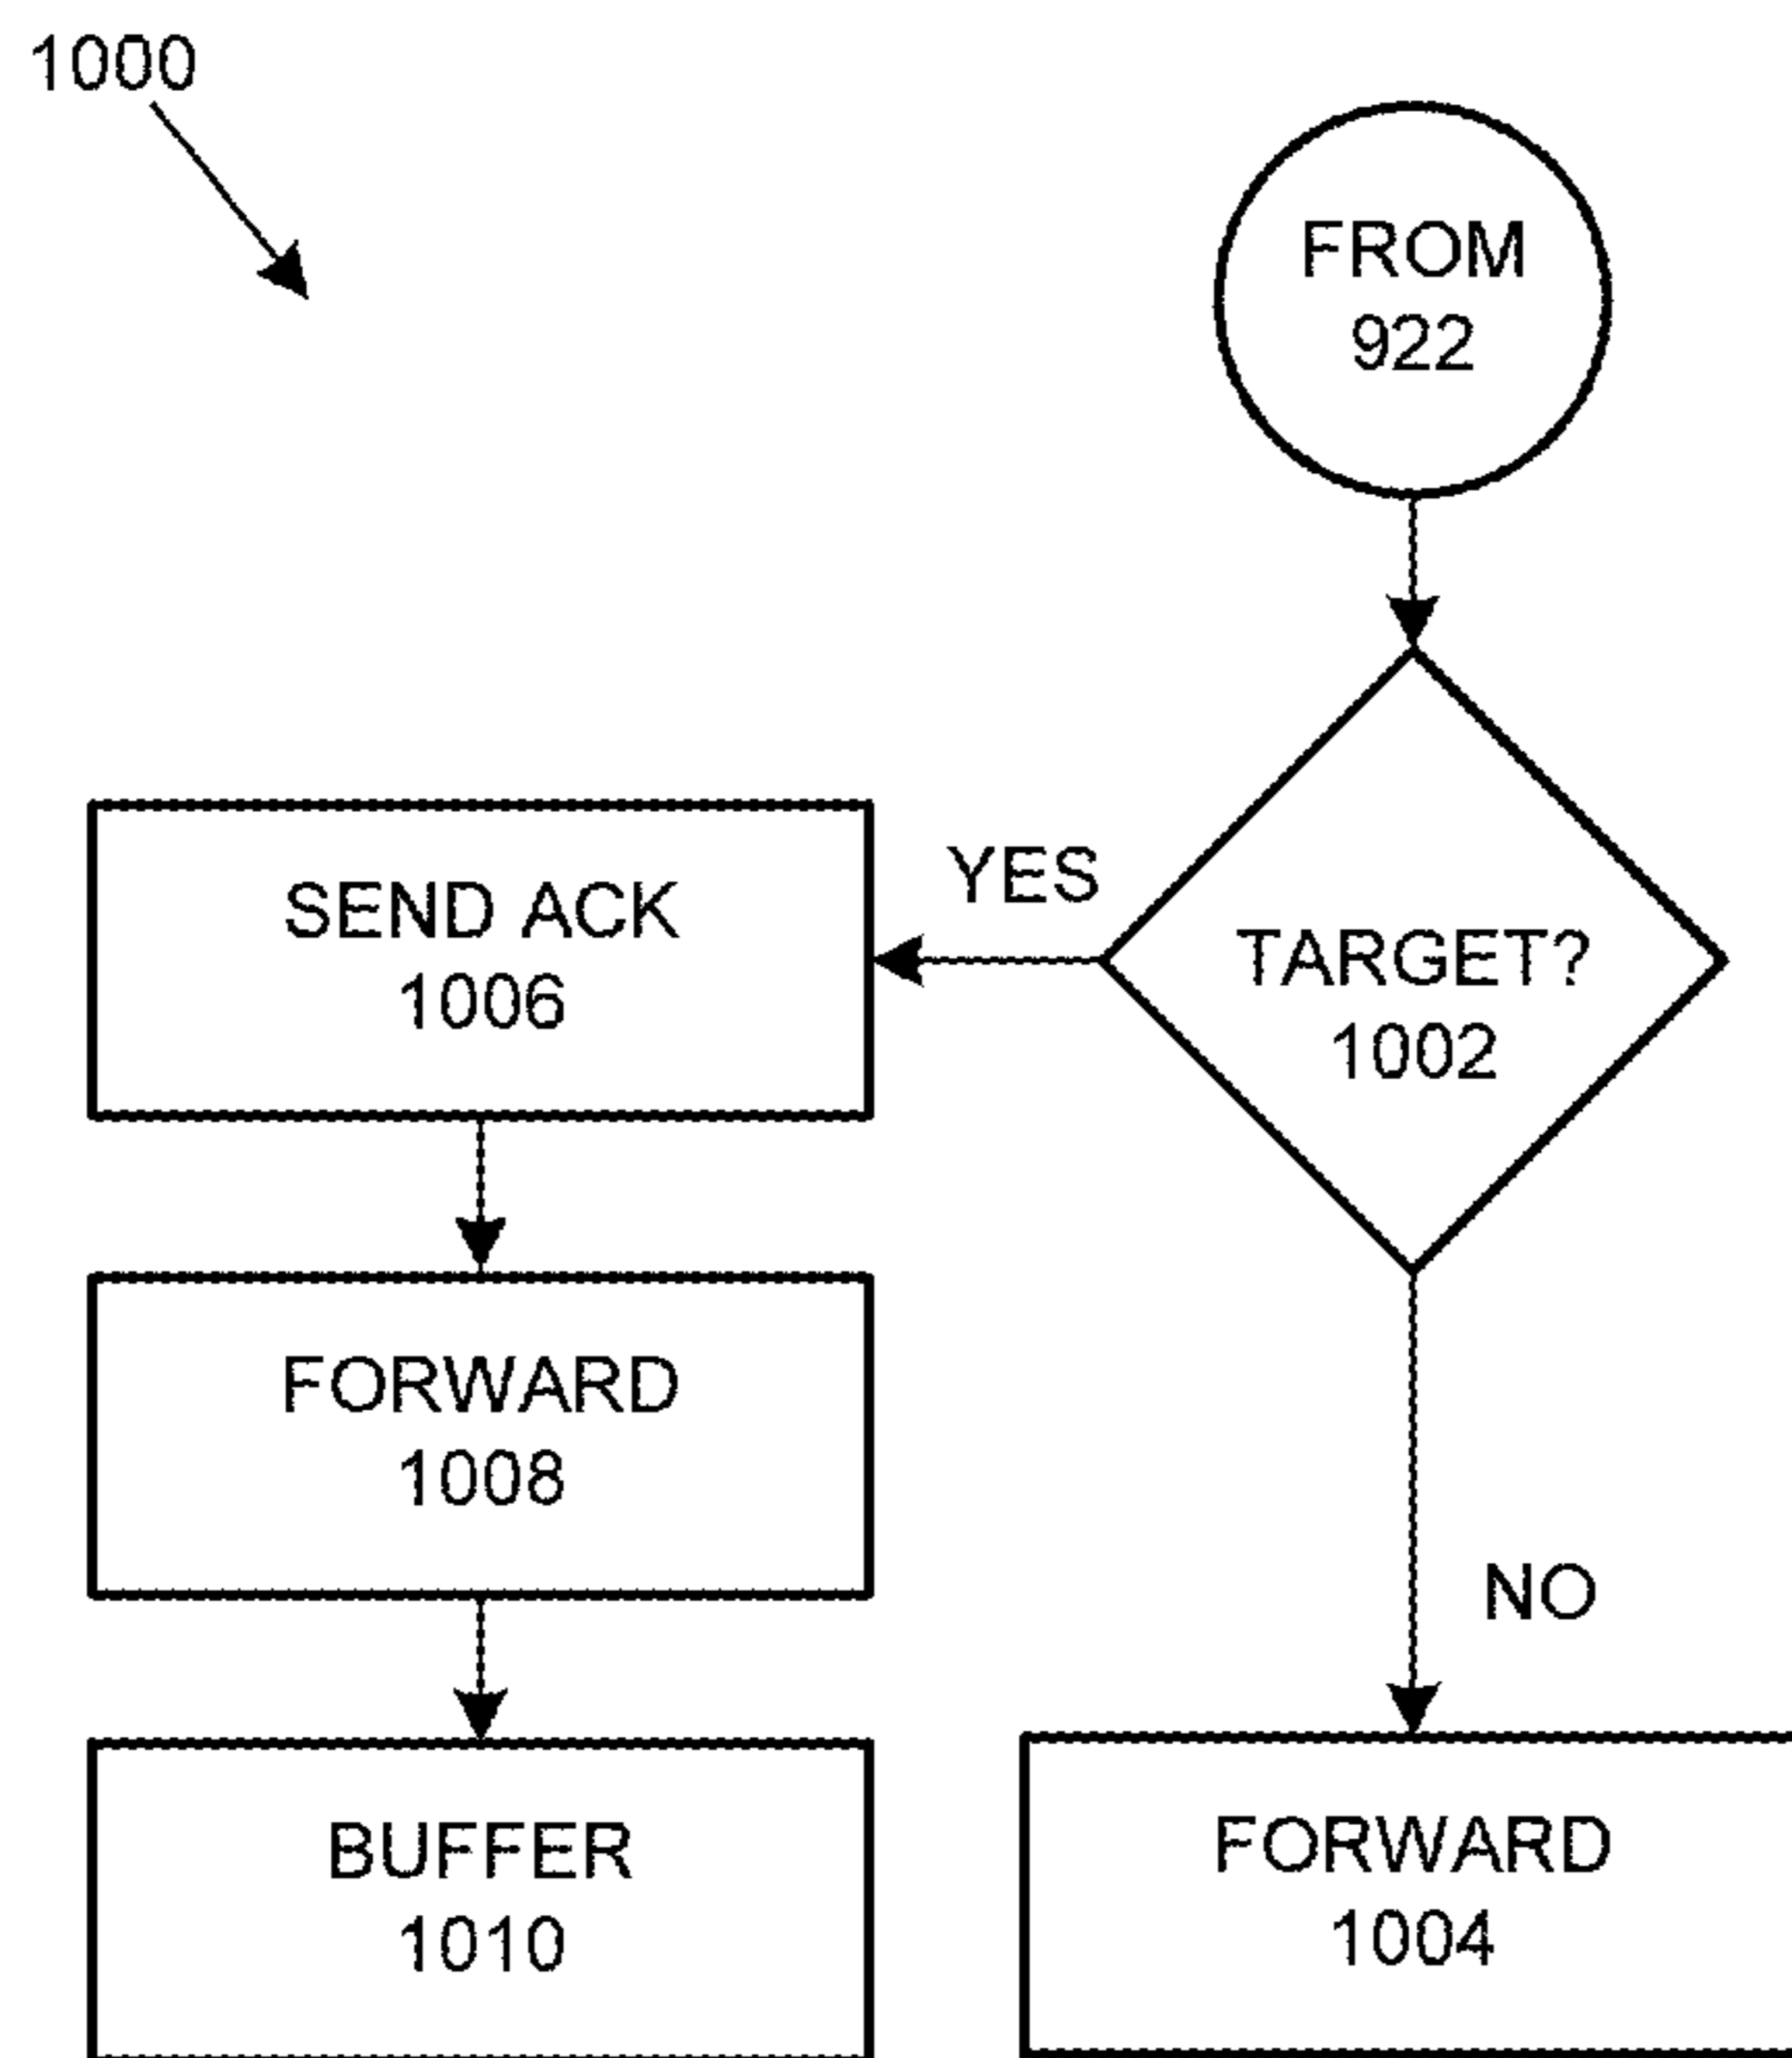 1000
FROM
922
TARGET?
1002
YES
SEND ACK
1006
FORWARD
1008
BUFFER
1010
NO
FORWARD
1004